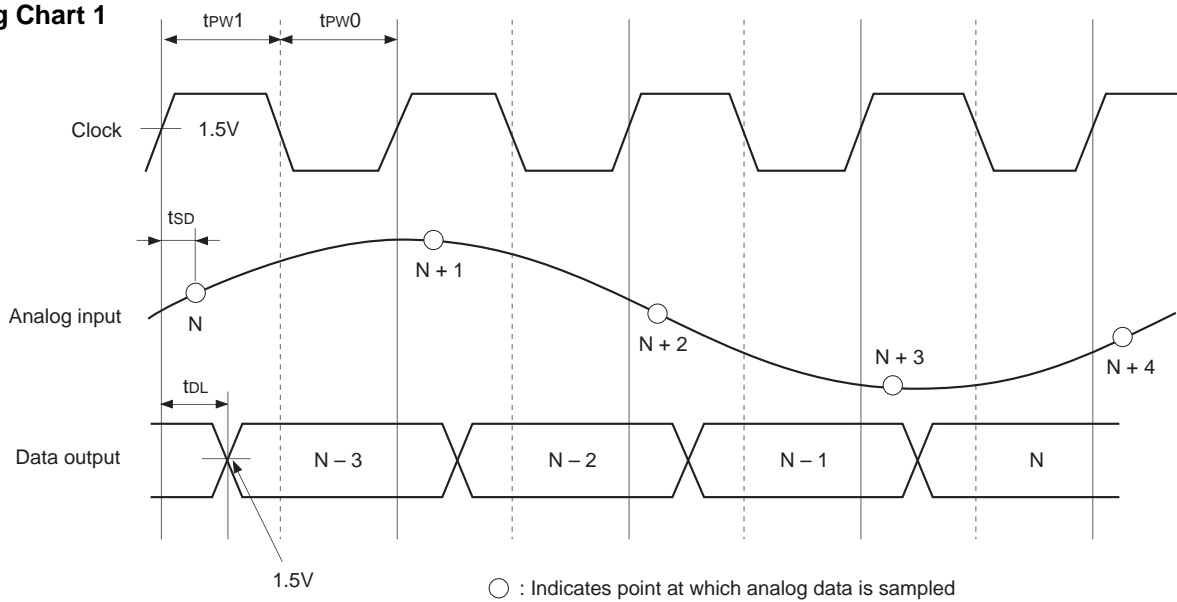 g Chart 1
tPW1
tPW0
Clock
1.5V
tSD
N + 1
Analog input
N
N + 2
N + 3
N + 4
tDL
Data output
N – 3
N – 2
N – 1
N
1.5V
: Indicates point at which analog data is sampled